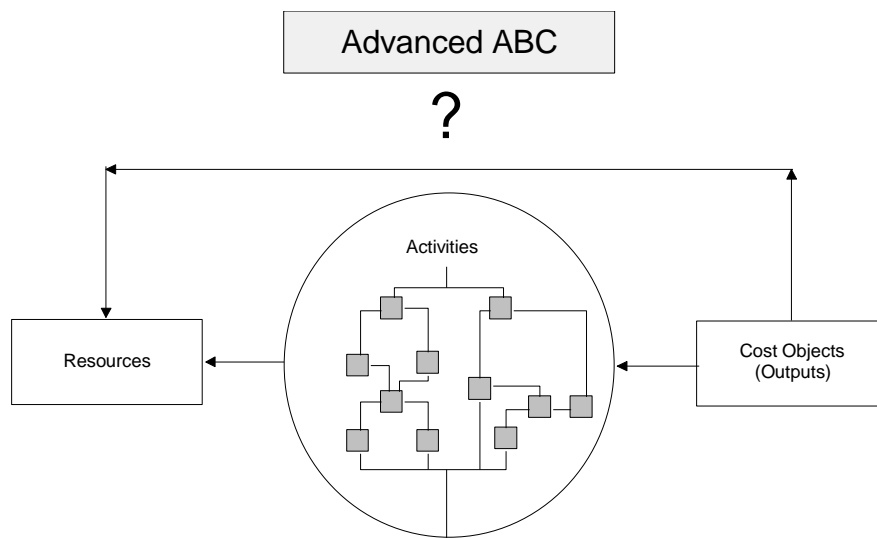 Advanced ABC
?
Activities
Resources
Cost Objects
(Outputs)